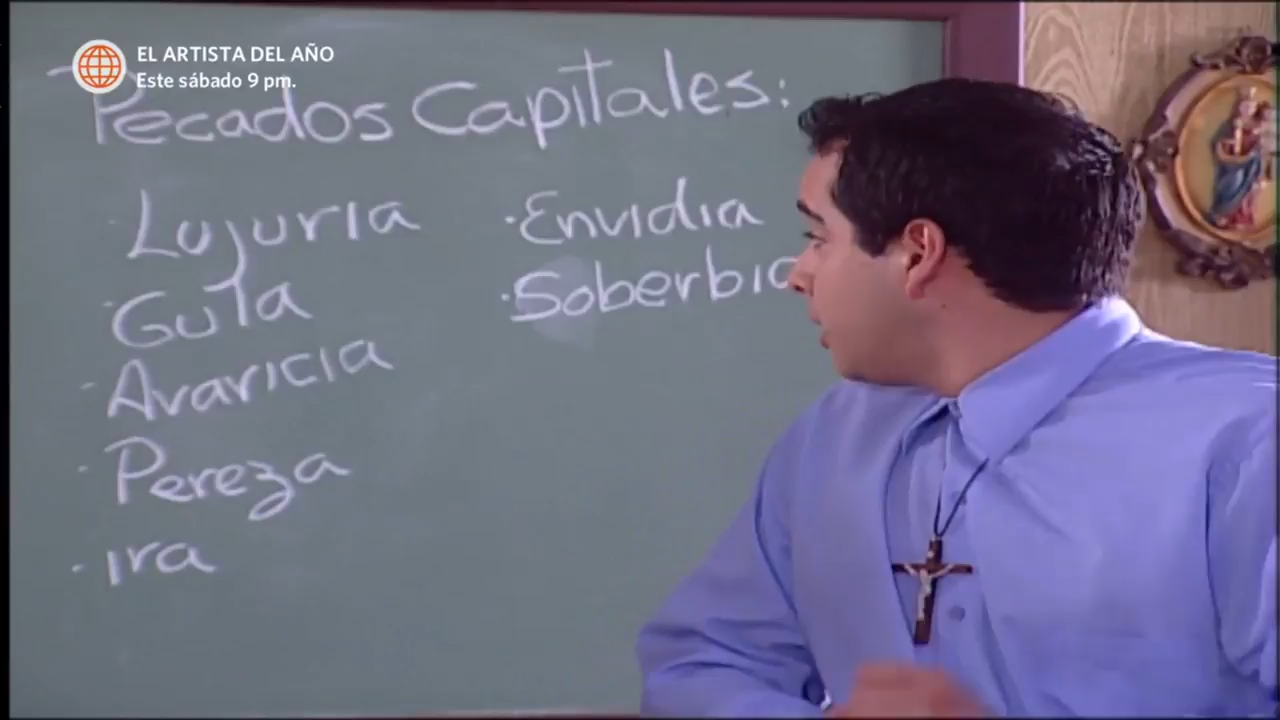 EL ARTISTA DEL AÑO
Este sábado 9 pm.
Pecados Capitales:
· Lujuria
· Gula
· Avaricia
· Pereza
· ira
· Envidia
· Soberbia